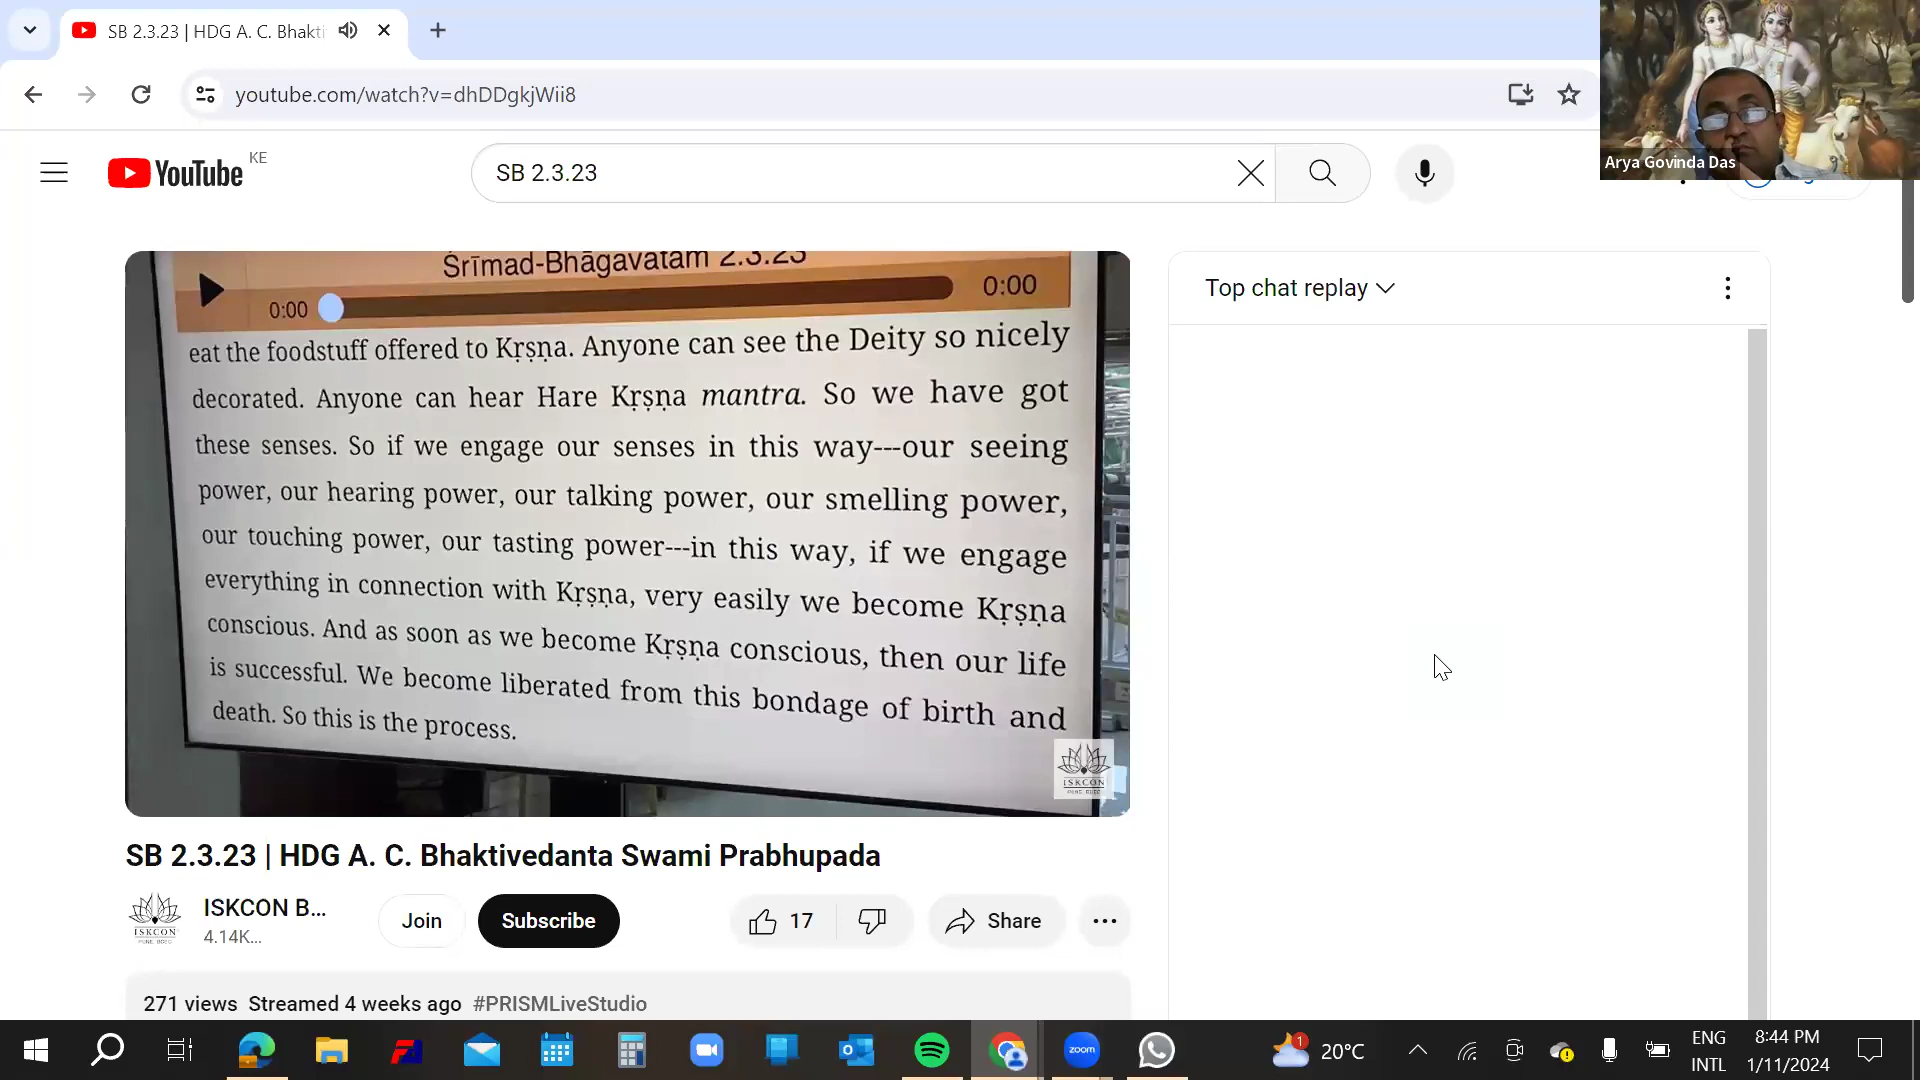 SB 2.3.23 | HDG A. C. Bhakti
youtube.com/watch?v=dhDDgkjWii8
Arya Govinda Das
YouTube KE
SB 2.3.23
Śrīmad-Bhāgavatam 2.3.23
0:00
0:00
eat the foodstuff offered to Kṛṣṇa. Anyone can see the Deity so nicely
decorated. Anyone can hear Hare Kṛṣṇa mantra. So we have got
these senses. So if we engage our senses in this way---our seeing
power, our hearing power, our talking power, our smelling power,
our touching power, our tasting power---in this way, if we engage
everything in connection with Kṛṣṇa, very easily we become Kṛṣṇa
conscious. And as soon as we become Kṛṣṇa conscious, then our life
is successful. We become liberated from this bondage of birth and
death. So this is the process.
ISKCON
PUNE BCEC
Top chat replay
SB 2.3.23 | HDG A. C. Bhaktivedanta Swami Prabhupada
ISKCON
PUNE BCEC
ISKCON B...
4.14K...
Join
Subscribe
17
Share
271 views Streamed 4 weeks ago #PRISMLiveStudio
zoom
1
20°C
ENG
INTL
8:44 PM
1/11/2024